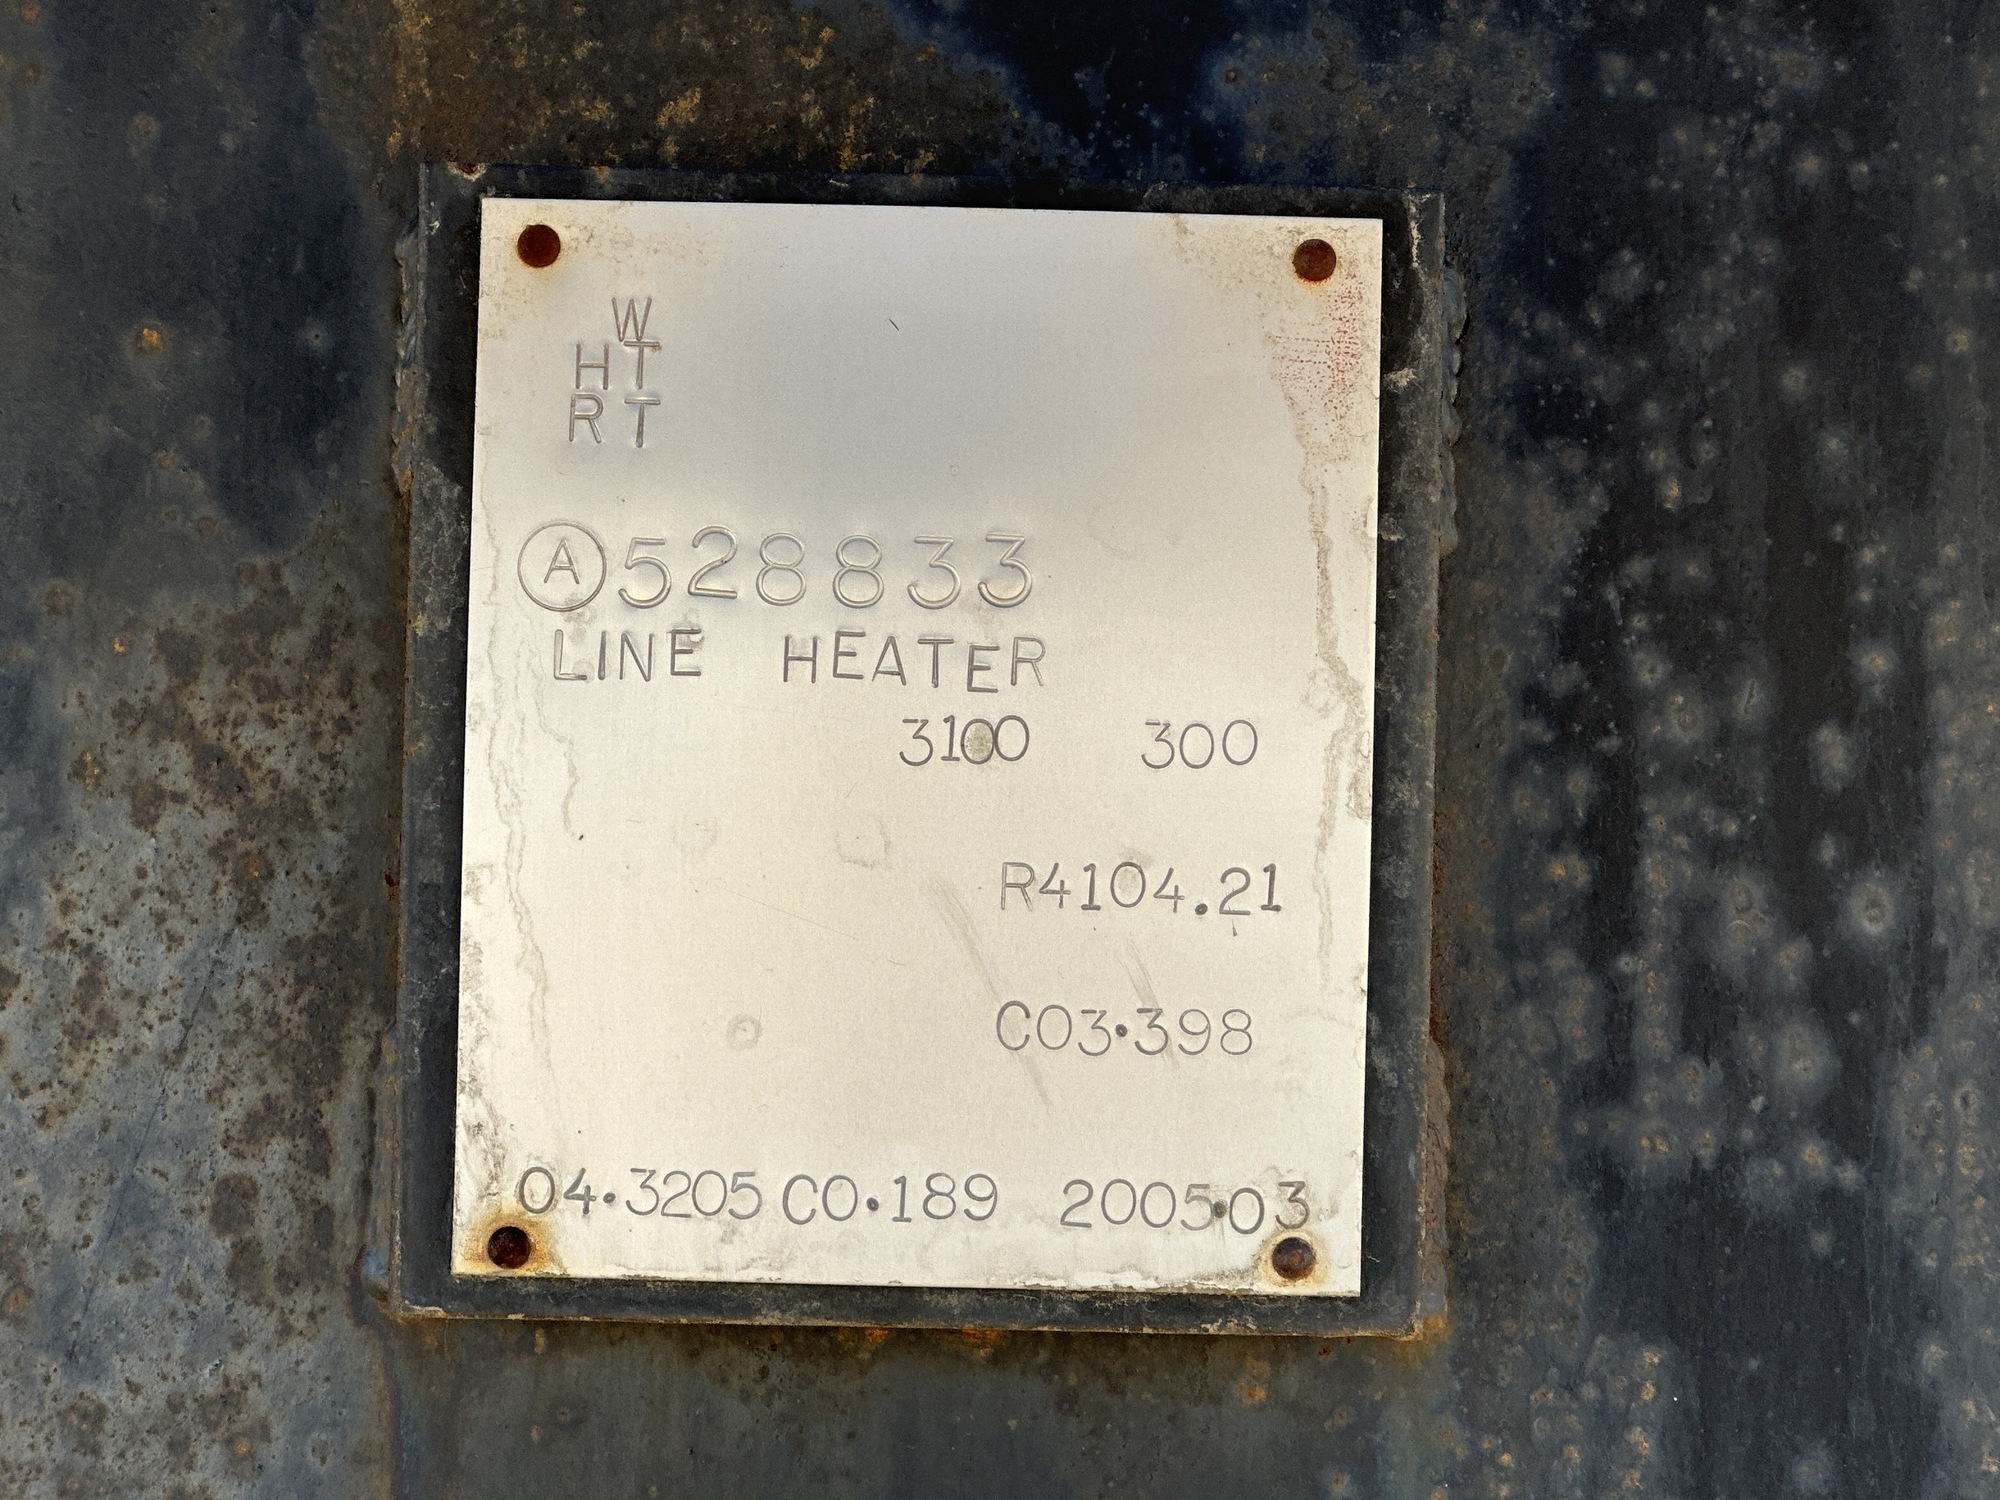 W
HT
RT
Ⓐ528833
LINE HEATER
3100 300
R4104.21
C03·398
04·3205 C0·189 2005·03